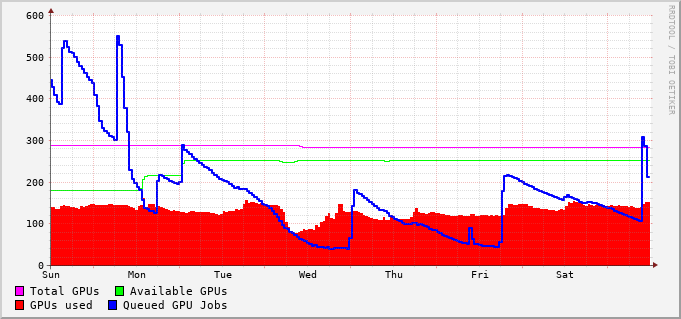 600
500
400
300
200
100
0
Sun Mon Tue Wed Thu Fri Sat
Total GPUs Available GPUs
GPUs used Queued GPU Jobs
RRDTOOL / TOBI OETIKER